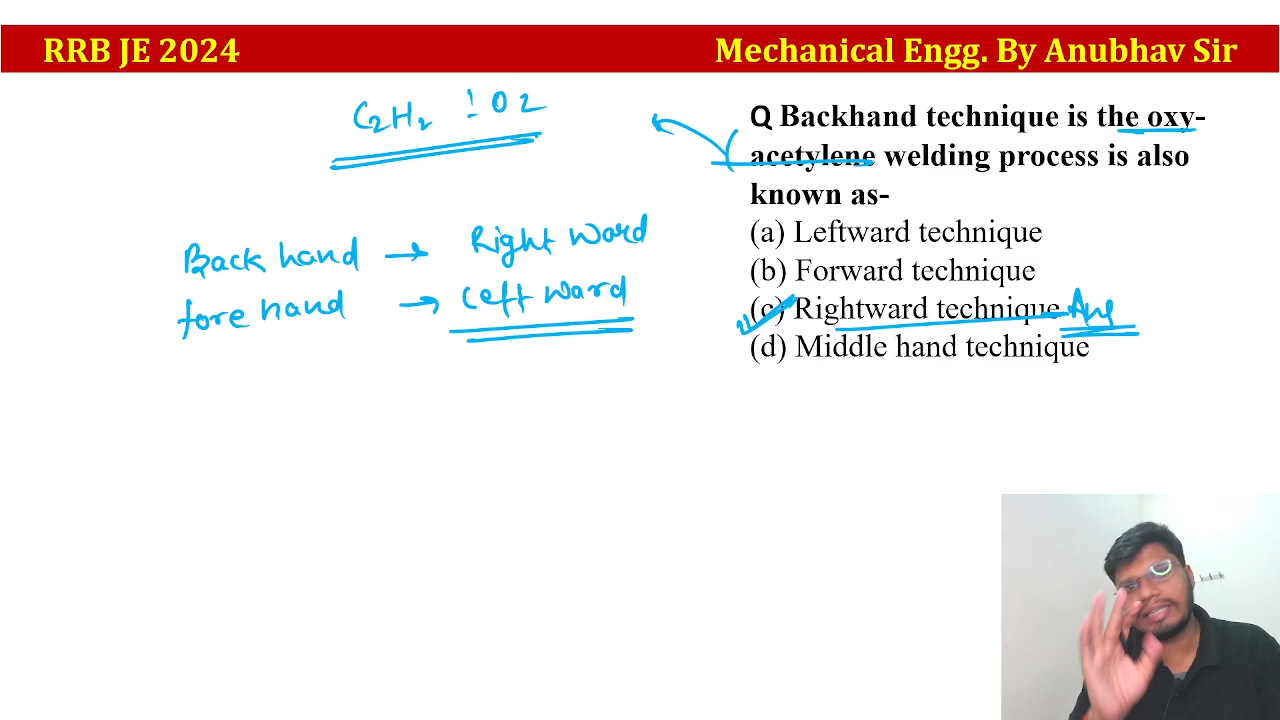 RRB JE 2024
Mechanical Engg. By Anubhav Sir
C2H2 : O2
Back hand → Right Ward
fore hand → Left Ward
Q Backhand technique is the oxy-
acetylene welding process is also
known as-
(a) Leftward technique
(b) Forward technique
(c) Rightward technique Ans
(d) Middle hand technique